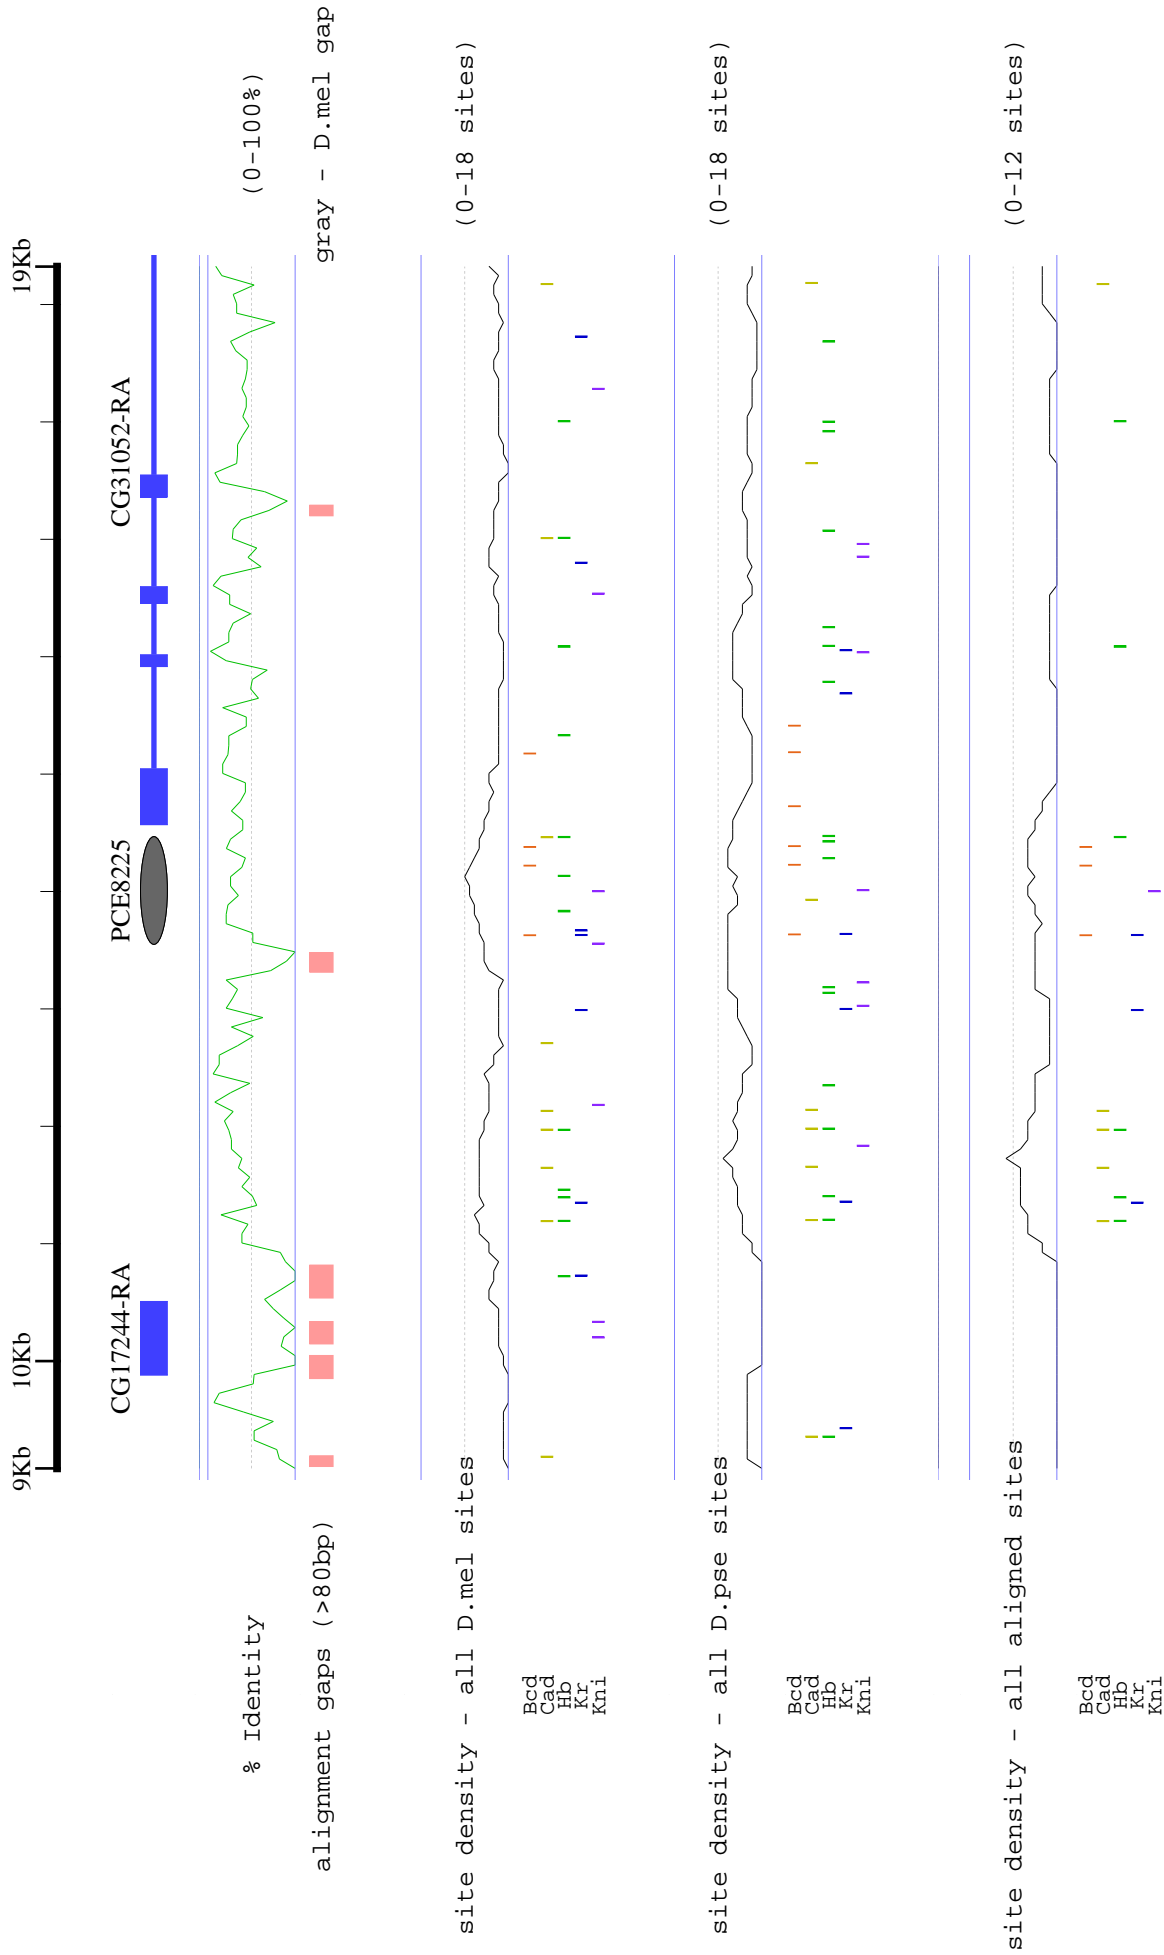 9Kb 10Kb 19Kb
CG17244-RA PCE8225 CG31052-RA
% Identity (0-100%)
alignment gaps (>80bp) gray - D.mel gap
site density - all D.mel sites (0-18 sites)
Bcd
Cad
Hb
Kr
Kni
site density - all D.pse sites (0-18 sites)
Bcd
Cad
Hb
Kr
Kni
site density - all aligned sites (0-12 sites)
Bcd
Cad
Hb
Kr
Kni